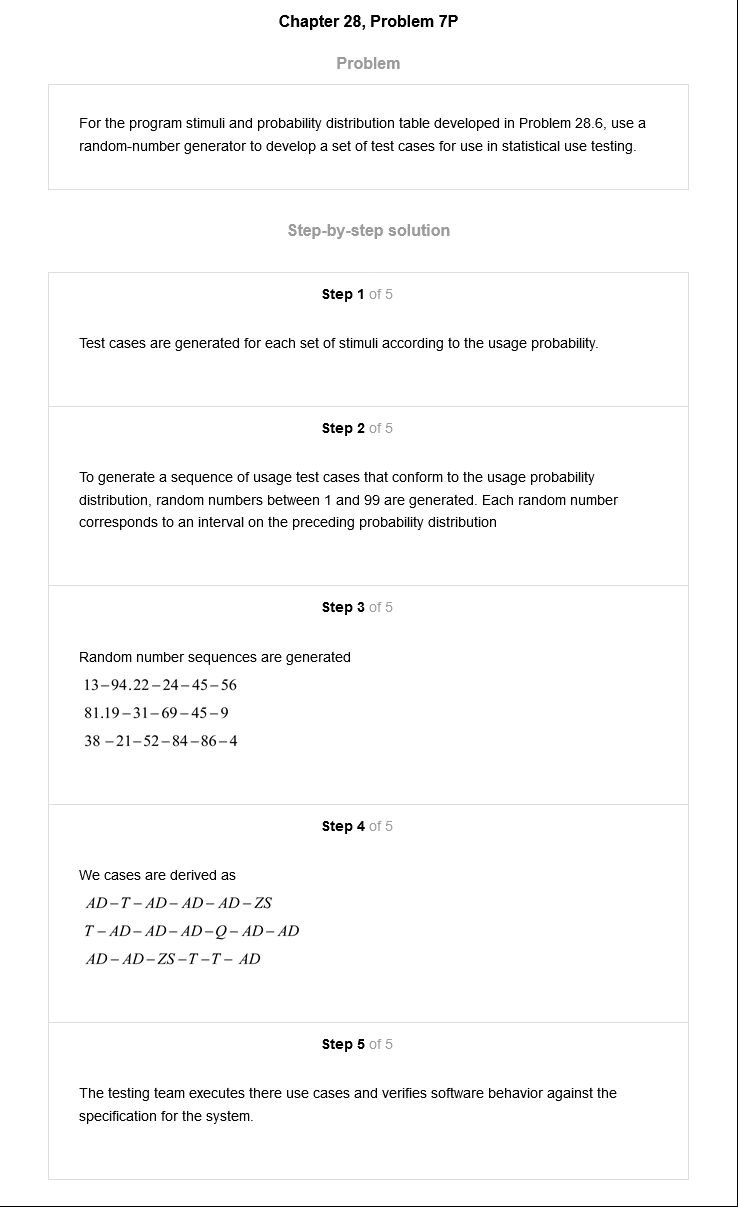 Chapter 28, Problem 7P
Problem
For the program stimuli and probability distribution table developed in Problem 28.6, use a
random-number generator to develop a set of test cases for use in statistical use testing.
Step-by-step solution
Step 1 of 5
Test cases are generated for each set of stimuli according to the usage probability.
Step 2 of 5
To generate a sequence of usage test cases that conform to the usage probability
distribution, random numbers between 1 and 99 are generated. Each random number
corresponds to an interval on the preceding probability distribution
Step 3 of 5
Random number sequences are generated
13–94.22–24–45–56
81.19–31–69–45–9
38 –21–52–84–86–4
Step 4 of 5
We cases are derived as
AD–T–AD–AD–AD–ZS
T–AD–AD–AD–Q–AD–AD
AD–AD–ZS–T–T– AD
Step 5 of 5
The testing team executes there use cases and verifies software behavior against the
specification for the system.